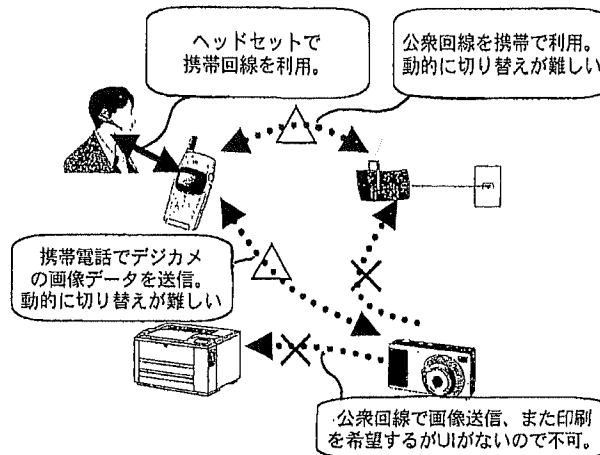 ヘッドセットで
携帯回線を利用。
公衆回線を携帯で利用。
動的に切り替えが難しい
携帯電話でデジカメ
の画像データを送信。
動的に切り替えが難しい
公衆回線で画像送信、また印刷
を希望するがUIがないので不可。